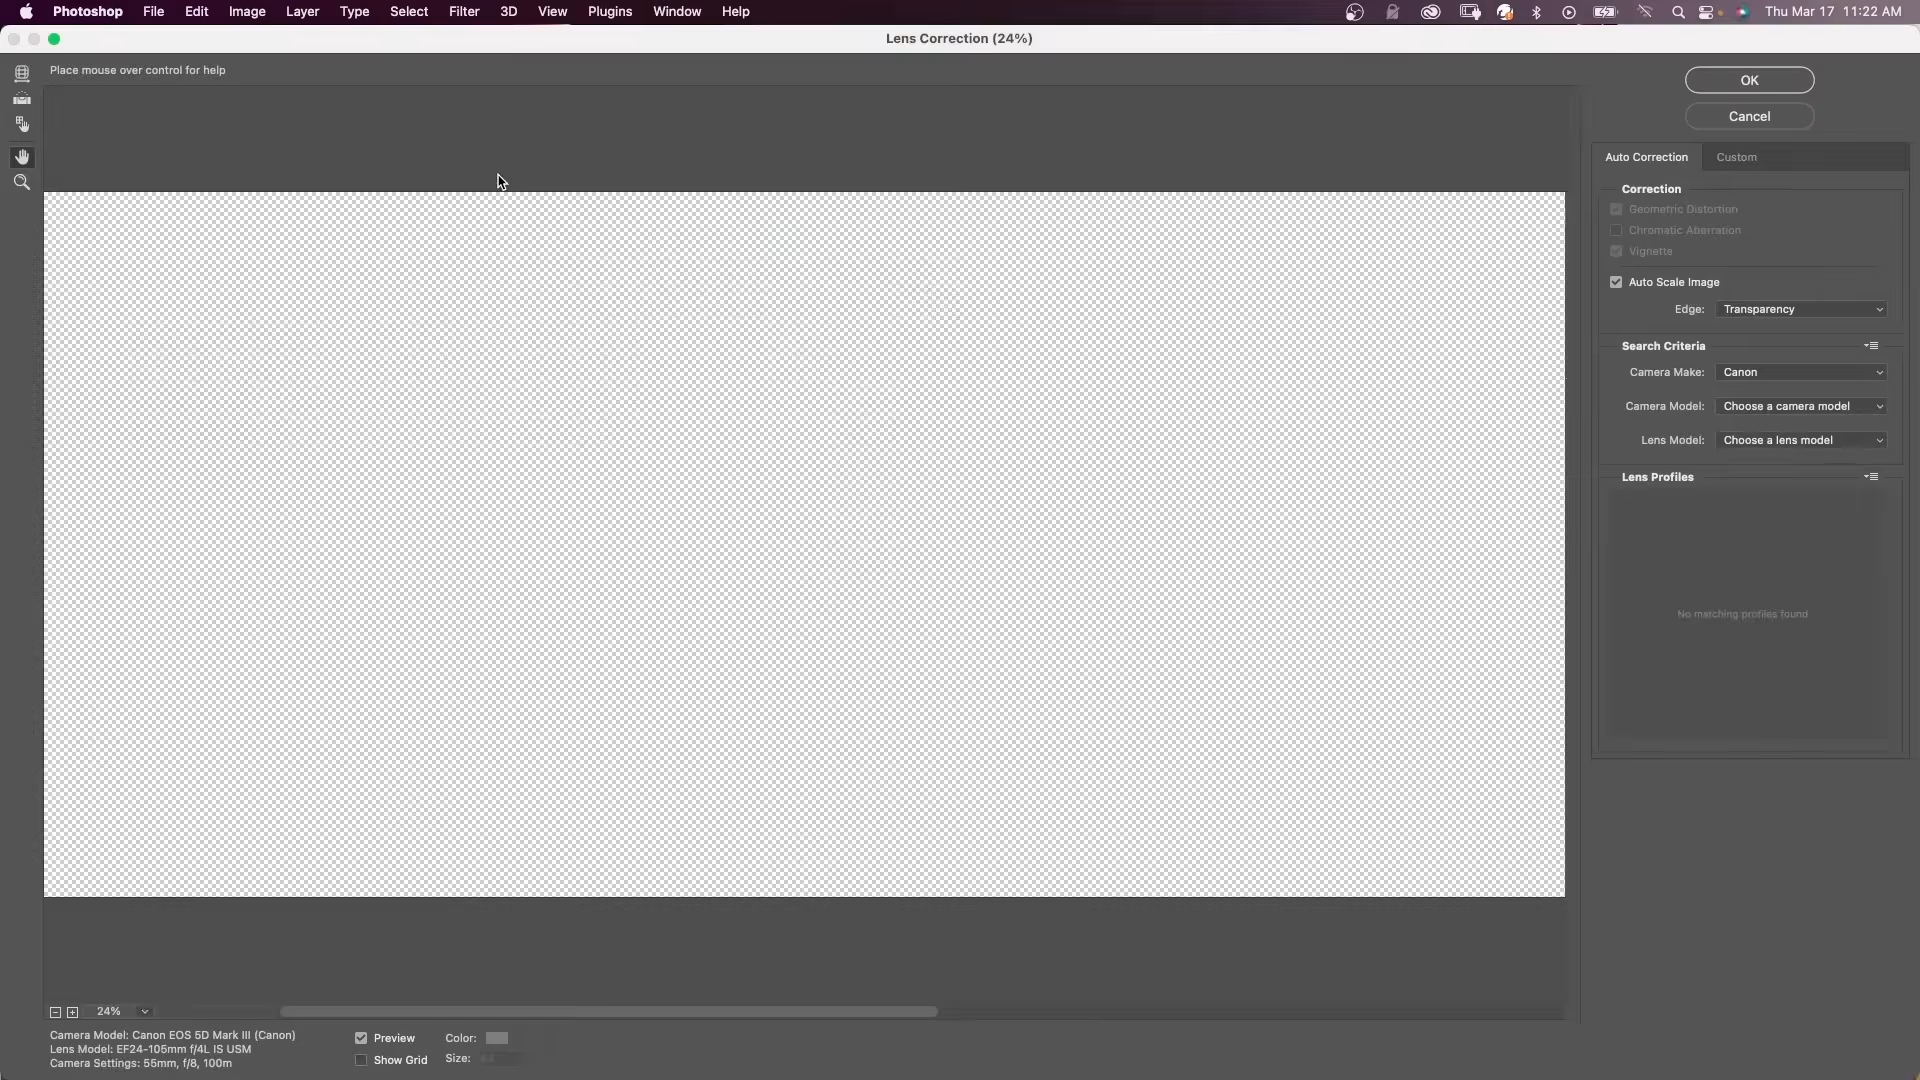 Photoshop File Edit Image Layer Type Select Filter 3D View Plugins Window Help Thu Mar 17 11:22 AM
Lens Correction (24%)
Place mouse over control for help
OK
Cancel
Auto Correction Custom
Correction
Geometric Distortion
Chromatic Aberration
Vignette
Auto Scale Image
Edge: Transparency
Search Criteria
Camera Make: Canon
Camera Model: Choose a camera model
Lens Model: Choose a lens model
Lens Profiles
No matching profiles found
24%
Camera Model: Canon EOS 5D Mark III (Canon)
Lens Model: EF24-105mm f/4L IS USM
Camera Settings: 55mm, f/8, 100m
Preview Color:
Show Grid Size: